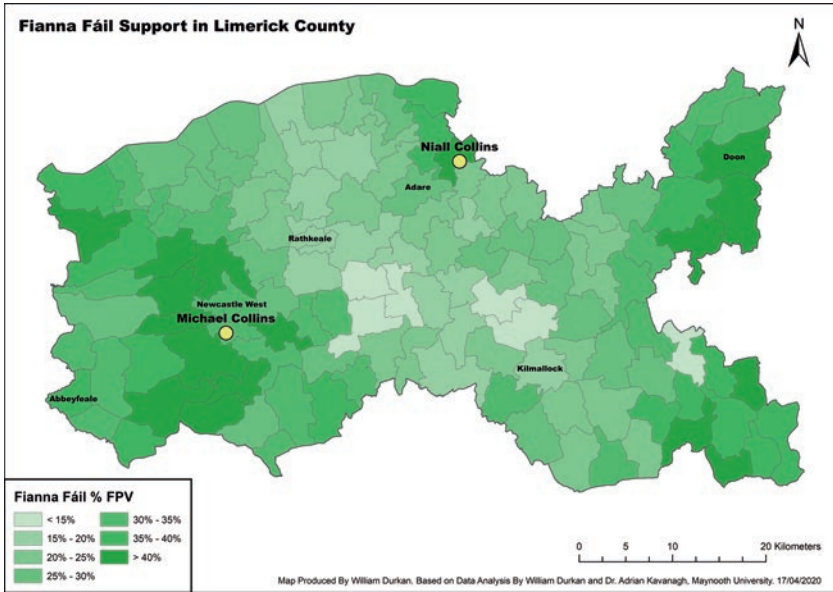 Fianna Fáil Support in Limerick County
N
Niall Collins
Doon
Adare
Rathkeale
Newcastle West
Michael Collins
Kilmallock
Abbeyfeale
Fianna Fáil % FPV
< 15%
15% - 20%
20% - 25%
25% - 30%
30% - 35%
35% - 40%
> 40%
0 5 10 20 Kilometers
Map Produced By William Durkan. Based on Data Analysis By William Durkan and Dr. Adrian Kavanagh, Maynooth University. 17/04/2020